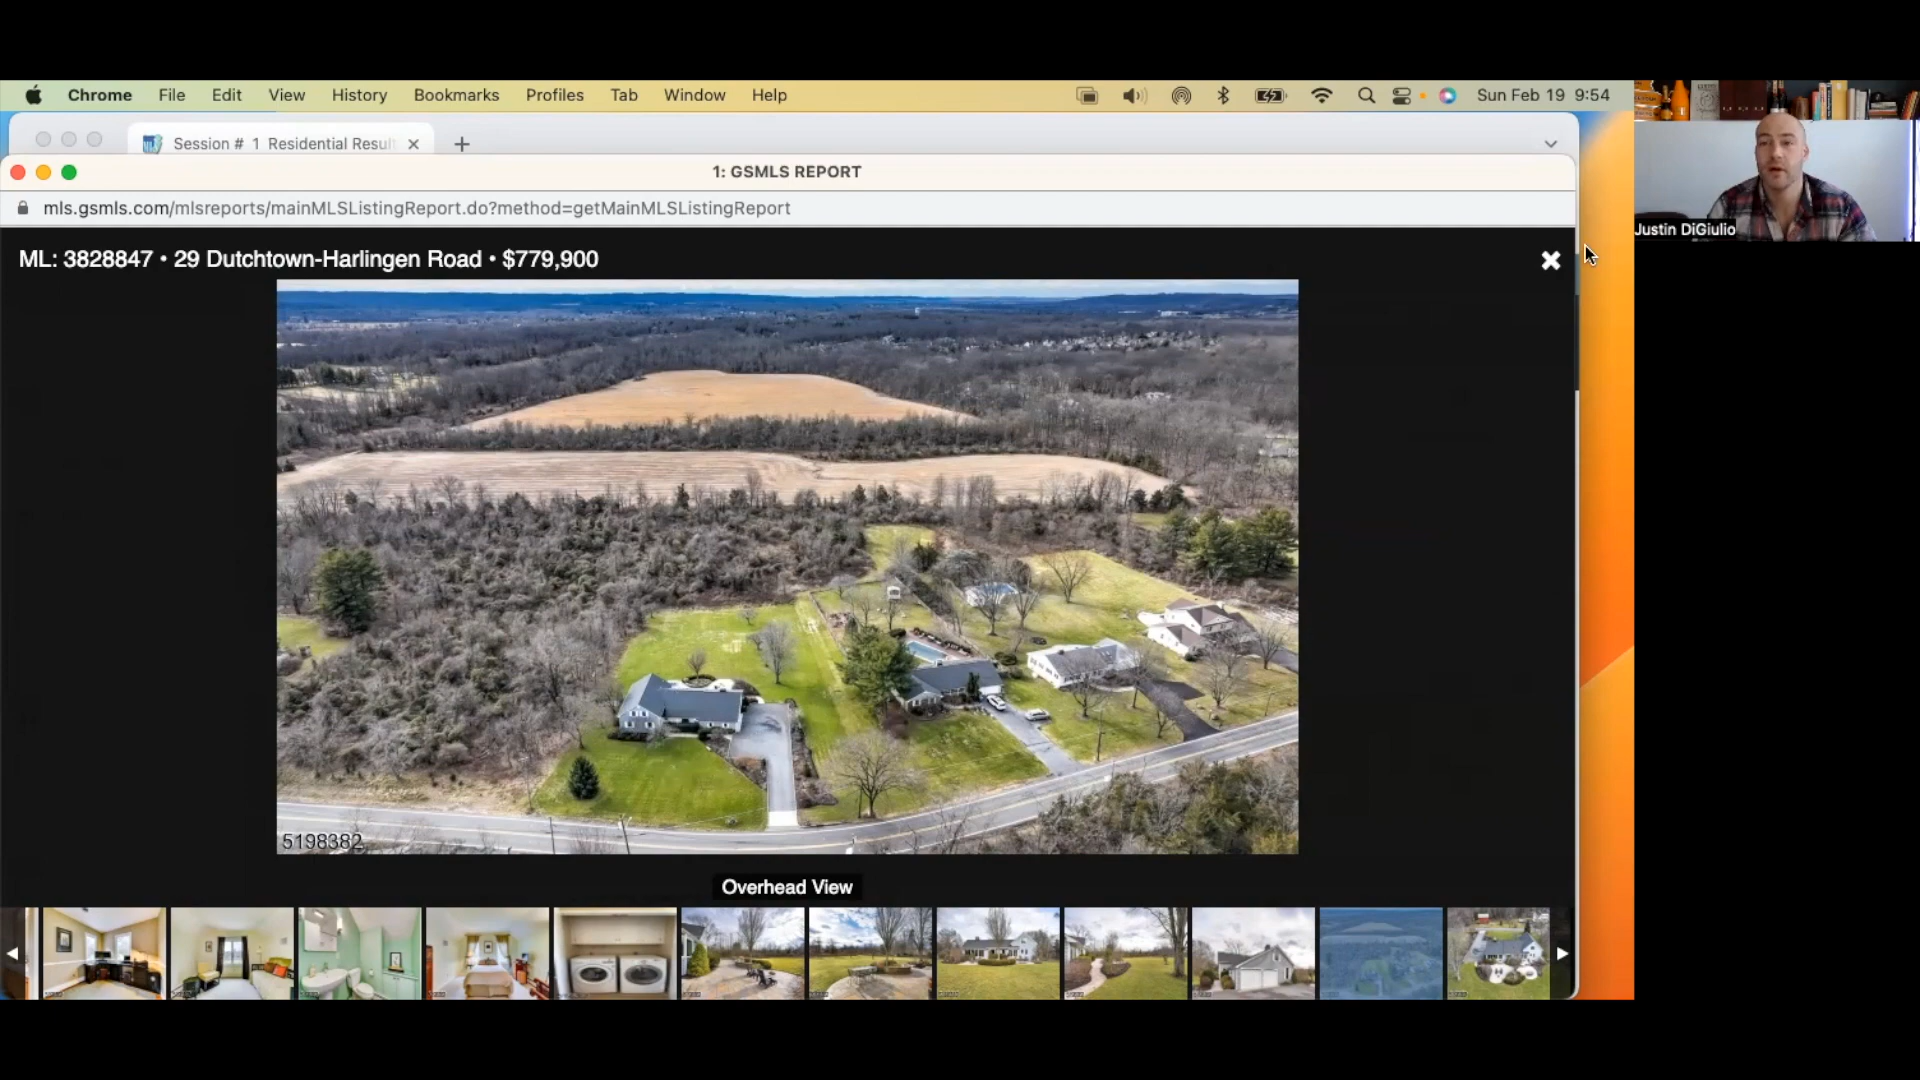 Chrome File Edit View History Bookmarks Profiles Tab Window Help Sun Feb 19 9:54
Session # 1 Residential Resul
1: GSMLS REPORT
mls.gsmls.com/mlsreports/mainMLSListingReport.do?method=getMainMLSListingReport
Justin DiGiulio
ML: 3828847 • 29 Dutchtown-Harlingen Road • $779,900
5198382
Overhead View